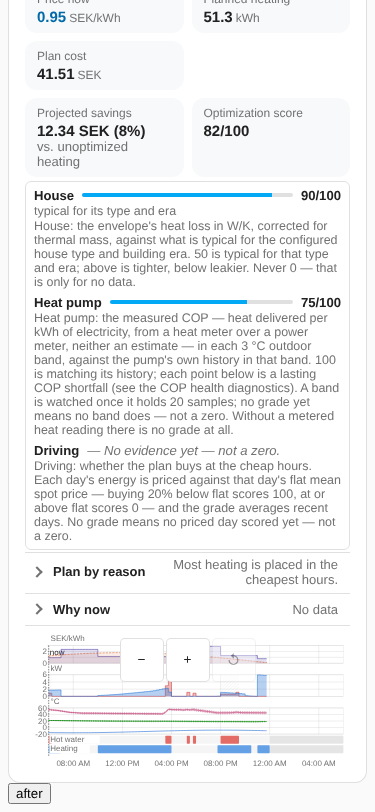 Price now Planned heating
0.95 SEK/kWh 51.3 kWh
Plan cost
41.51 SEK
Projected savings Optimization score
12.34 SEK (8%) 82/100
vs. unoptimized
heating
House 90/100
typical for its type and era
House: the envelope's heat loss in W/K, corrected for
thermal mass, against what is typical for the configured
house type and building era. 50 is typical for that type
and era; above is tighter, below leakier. Never 0 — that
is only for no data.
Heat pump 75/100
Heat pump: the measured COP — heat delivered per
kWh of electricity, from a heat meter over a power
meter, neither an estimate — in each 3 °C outdoor
band, against the pump's own history in that band. 100
is matching its history; each point below is a lasting
COP shortfall (see the COP health diagnostics). A band
is watched once it holds 20 samples; no grade yet
means no band does — not a zero. Without a metered
heat reading there is no grade at all.
Driving — No evidence yet — not a zero.
Driving: whether the plan buys at the cheap hours.
Each day's energy is priced against that day's flat mean
spot price — buying 20% below flat scores 100, at or
above flat scores 0 — and the grade averages recent
days. No grade means no priced day scored yet — not
a zero.
Plan by reason Most heating is placed in the
cheapest hours.
Why now No data
SEK/kWh
− +
2 now
0
kW
6
4
2
0
°C
60
40
20
0
-20
Hot water
Heating
08:00 AM 12:00 PM 04:00 PM 08:00 PM 12:00 AM 04:00 AM
after